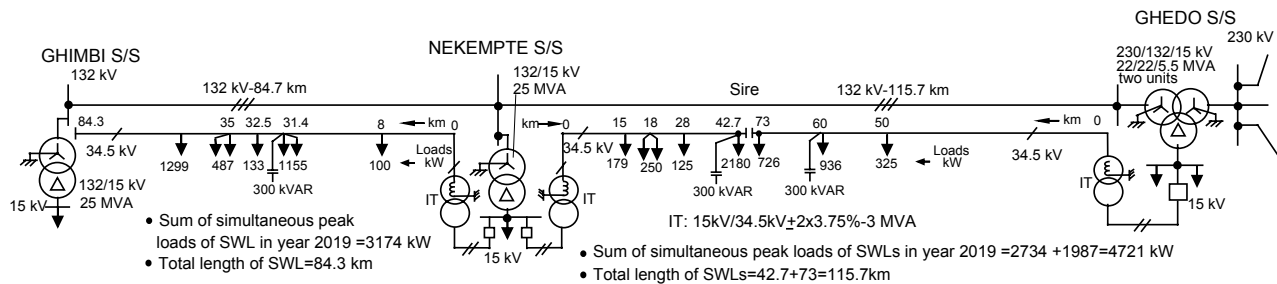 GHEDO S/S
230 kV
GHIMBI S/S
NEKEMPTE S/S
230/132/15 kV
22/22/5.5 MVA
two units
132 kV
132/15 kV
25 MVA
132 kV-84.7 km
Sire
132 kV-115.7 km
84.3
35
32.5
31.4
8
km
0
km
0
15
18
28
42.7
73
60
50
km
0
34.5 kV
1299
487
133
1155
100
Loads
kW
34.5 kV
179
250
125
2180
726
936
325
Loads
kW
34.5 kV
300 kVAR
300 kVAR
300 kVAR
132/15 kV
25 MVA
15 kV
IT
IT
IT
15 kV
15 kV
IT: 15kV/34.5kV±2x3.75%-3 MVA
• Sum of simultaneous peak
loads of SWL in year 2019 =3174 kW
• Total length of SWL=84.3 km
• Sum of simultaneous peak loads of SWLs in year 2019 =2734 +1987=4721 kW
• Total length of SWLs=42.7+73=115.7km